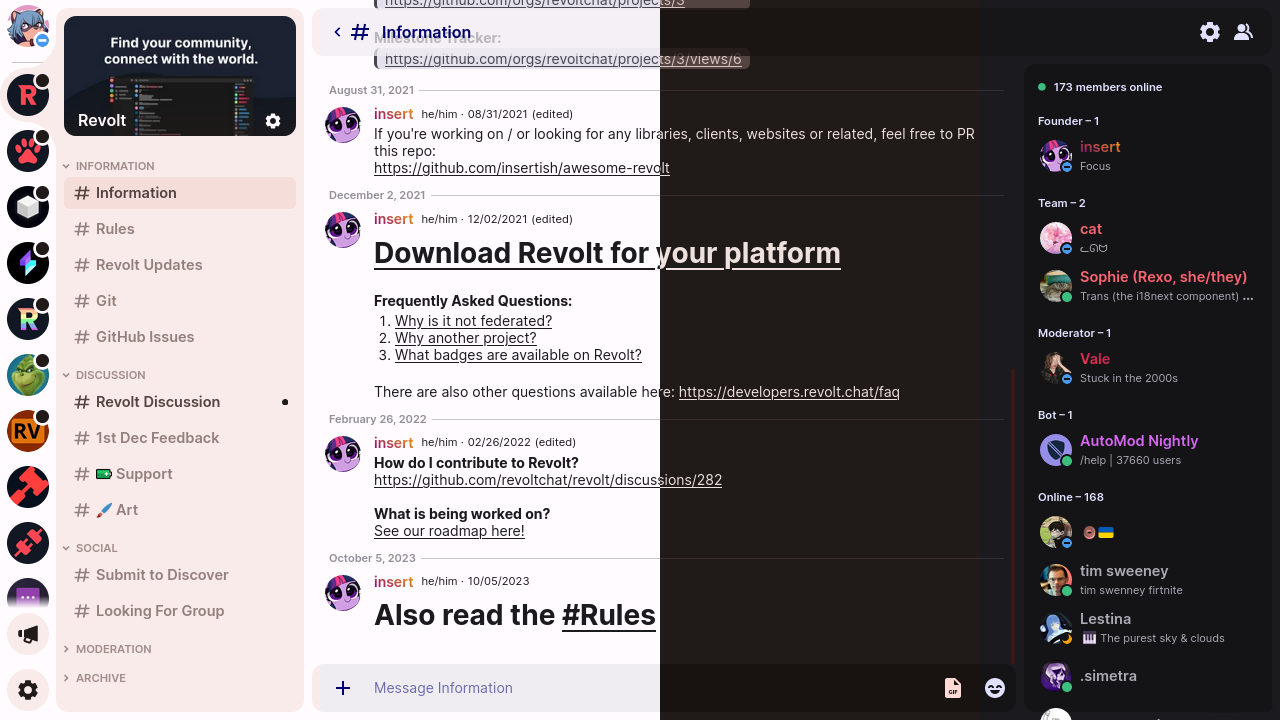 Find your community,
connect with the world.
Revolt
INFORMATION
Information
Rules
Revolt Updates
Git
GitHub Issues
DISCUSSION
Revolt Discussion
1st Dec Feedback
Support
Art
SOCIAL
Submit to Discover
Looking For Group
MODERATION
ARCHIVE
R
R
RV
https://github.com/orgs/revoltchat/projects/3
Information
Milestone Tracker:
https://github.com/orgs/revoltchat/projects/3/views/6
August 31, 2021
insert he/him · 08/31/2021 (edited)
If you're working on / or looking for any libraries, clients, websites or related, feel free to PR
this repo:
https://github.com/insertish/awesome-revolt
December 2, 2021
insert he/him · 12/02/2021 (edited)
Download Revolt for your platform
Frequently Asked Questions:
1. Why is it not federated?
2. Why another project?
3. What badges are available on Revolt?
There are also other questions available here: https://developers.revolt.chat/faq
February 26, 2022
insert he/him · 02/26/2022 (edited)
How do I contribute to Revolt?
https://github.com/revoltchat/revolt/discussions/282
What is being worked on?
See our roadmap here!
October 5, 2023
insert he/him · 10/05/2023
Also read the #Rules
Message Information
GIF
173 members online
Founder – 1
insert
Focus
Team – 2
cat
Sophie (Rexo, she/they)
Trans (the i18next component) ...
Moderator – 1
Vale
Stuck in the 2000s
Bot – 1
AutoMod Nightly
/help | 37660 users
Online – 168
tim sweeney
tim swenney firtnite
Lestina
The purest sky & clouds
.simetra